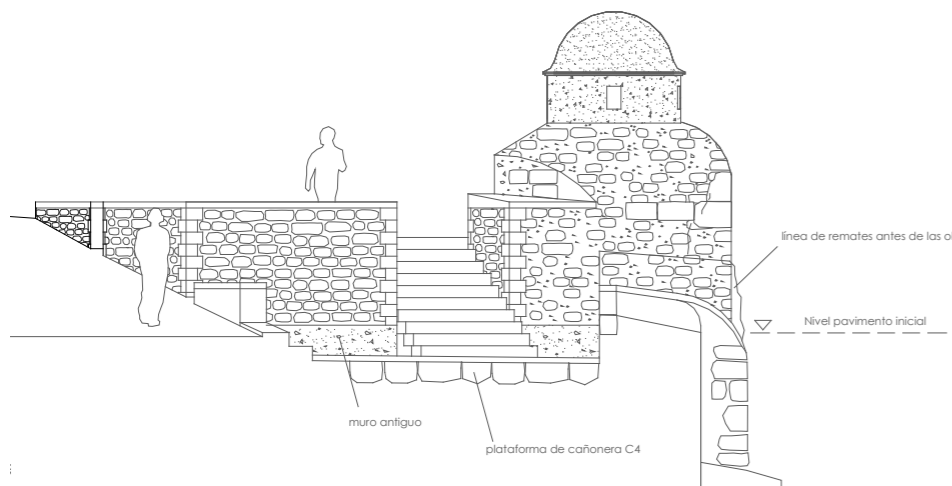 línea de remates antes de las
Nivel pavimento inicial
muro antiguo
plataforma de cañonera C4